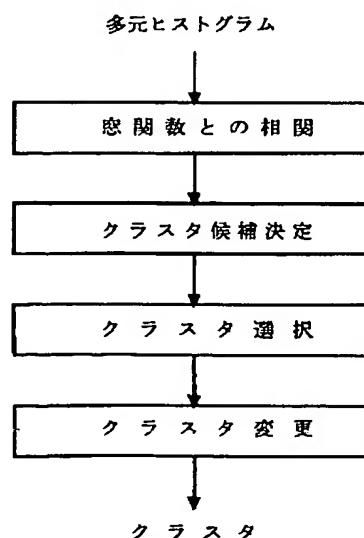 多元ヒストグラム
窓関数との相関
クラスタ候補決定
クラスタ選択
クラスタ変更
クラスタ